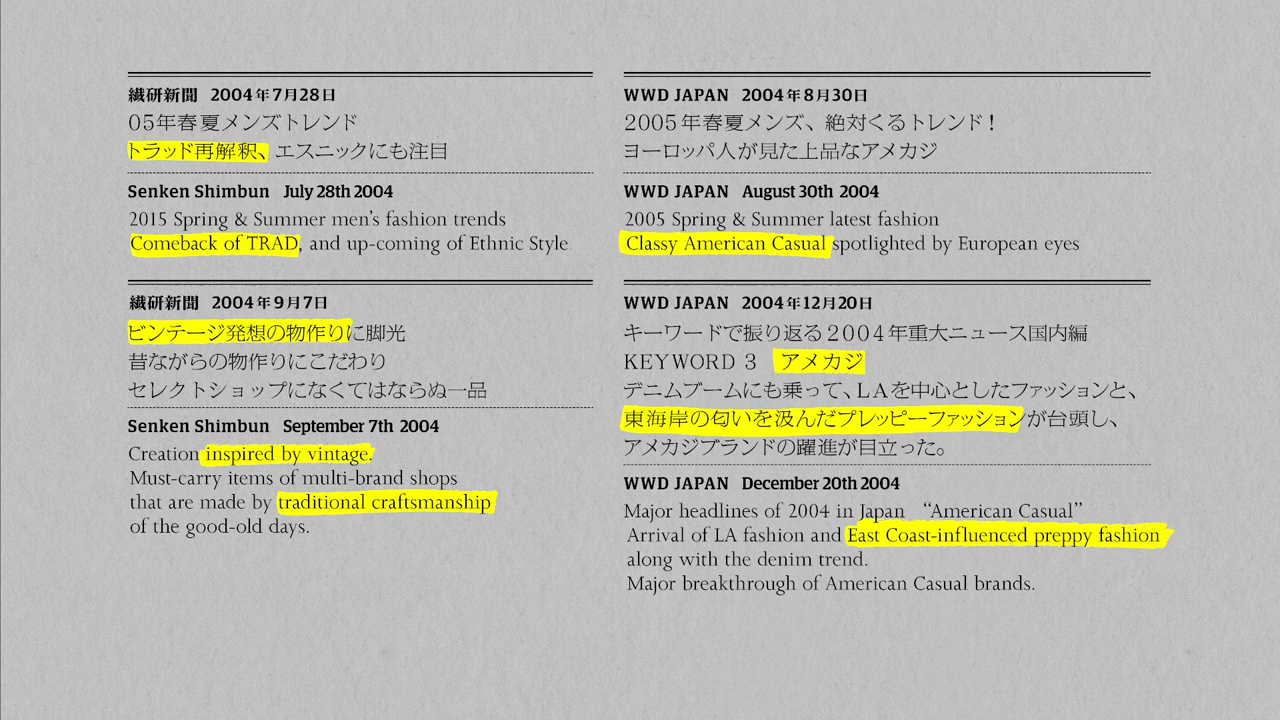 繊研新聞 2004年7月28日
05年春夏メンズトレンド
トラッド再解釈、エスニックにも注目
Senken Shimbun July 28th 2004
2015 Spring & Summer men's fashion trends
Comeback of TRAD, and up-coming of Ethnic Style
繊研新聞 2004年9月7日
ビンテージ発想の物作りに脚光
昔ながらの物作りにこだわり
セレクトショップになくてはならぬ一品
Senken Shimbun September 7th 2004
Creation inspired by vintage.
Must-carry items of multi-brand shops
that are made by traditional craftsmanship
of the good-old days.
WWD JAPAN 2004年8月30日
2005年春夏メンズ、絶対くるトレンド！
ヨーロッパ人が見た上品なアメカジ
WWD JAPAN August 30th 2004
2005 Spring & Summer latest fashion
Classy American Casual spotlighted by European eyes
WWD JAPAN 2004年12月20日
キーワードで振り返る2004年重大ニュース国内編
KEYWORD 3 アメカジ
デニムブームにも乗って、LAを中心としたファッションと、
東海岸の匂いを汲んだプレッピーファッションが台頭し、
アメカジブランドの躍進が目立った。
WWD JAPAN December 20th 2004
Major headlines of 2004 in Japan “American Casual”
Arrival of LA fashion and East Coast-influenced preppy fashion
along with the denim trend.
Major breakthrough of American Casual brands.